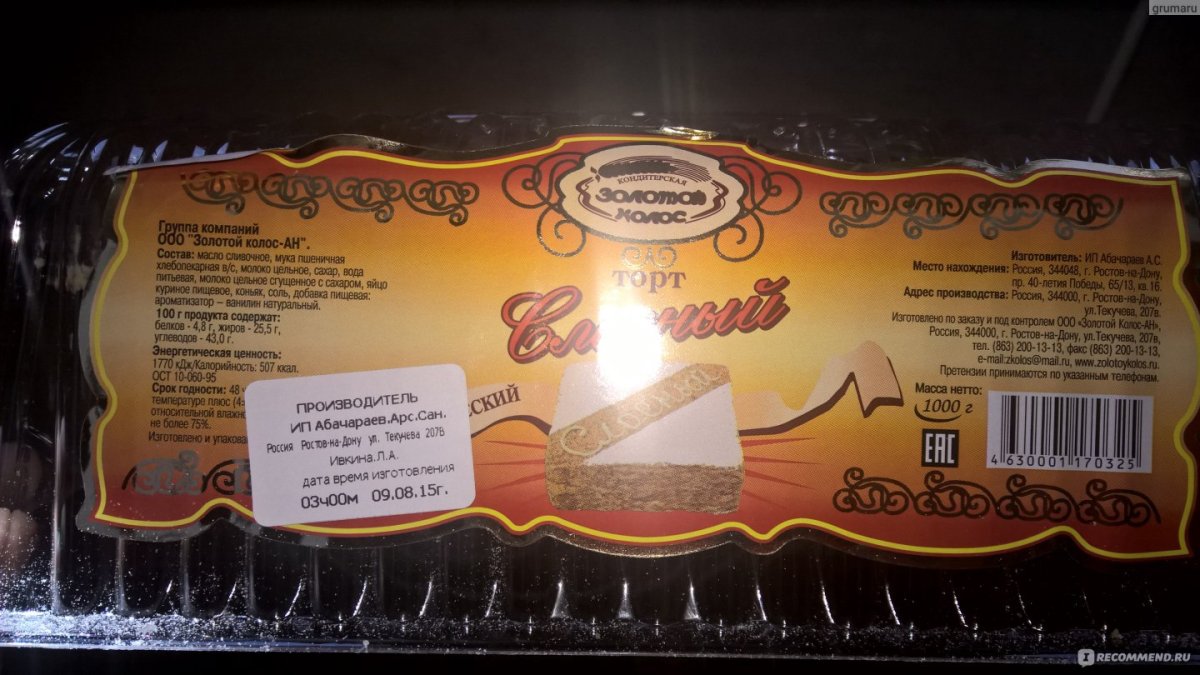 grumaru
КОНДИТЕРСКАЯ
ЗОЛОТОЙ
КОЛОС
ТОРТ
Группа компаний
ООО "Золотой колос-АН".
Состав: масло сливочное, мука пшеничная
хлебопекарная в/с, молоко цельное, сахар, вода
питьевая, молоко цельное сгущенное с сахаром, яйцо
куриное пищевое, коньяк, соль, добавка пищевая:
ароматизатор – ванилин натуральный.
100 г продукта содержат:
белков - 4,8 г, жиров - 25,5 г,
углеводов - 43,0 г.
Энергетическая ценность:
1770 кДж/Калорийность: 507 ккал.
ОСТ 10-060-95
Срок годности: 48
температуре плюс (4±
относительной влажн
не более 75%.
Изготовлено и упакова
ПРОИЗВОДИТЕЛЬ
ИП Абачараев.Арс.Сан.
Россия Ростов-на-Дону ул. Текучева 207В
Ивкина.Л.А.
дата время изготовления
03ч00м 09.08.15г.
Изготовитель: ИП Абачараев А.С.
Место нахождения: Россия, 344048, г. Ростов-на-Дону,
пр. 40-летия Победы, 65/13, кв.16.
Адрес производства: Россия, 344000, г. Ростов-на-Дону,
ул.Текучева, 207в.
Изготовлено по заказу и под контролем ООО «Золотой Колос-АН»,
Россия, 344000, г. Ростов-на-Дону, ул.Текучева, 207в,
тел. (863) 200-13-13, факс (863) 200-13-13,
e-mail:zkolos@mail.ru, www.zolotoykolos.ru.
Претензии принимаются по указанным телефонам.
Масса нетто:
1000 г
EAC
4 630001 170325
IRECOMMEND.RU